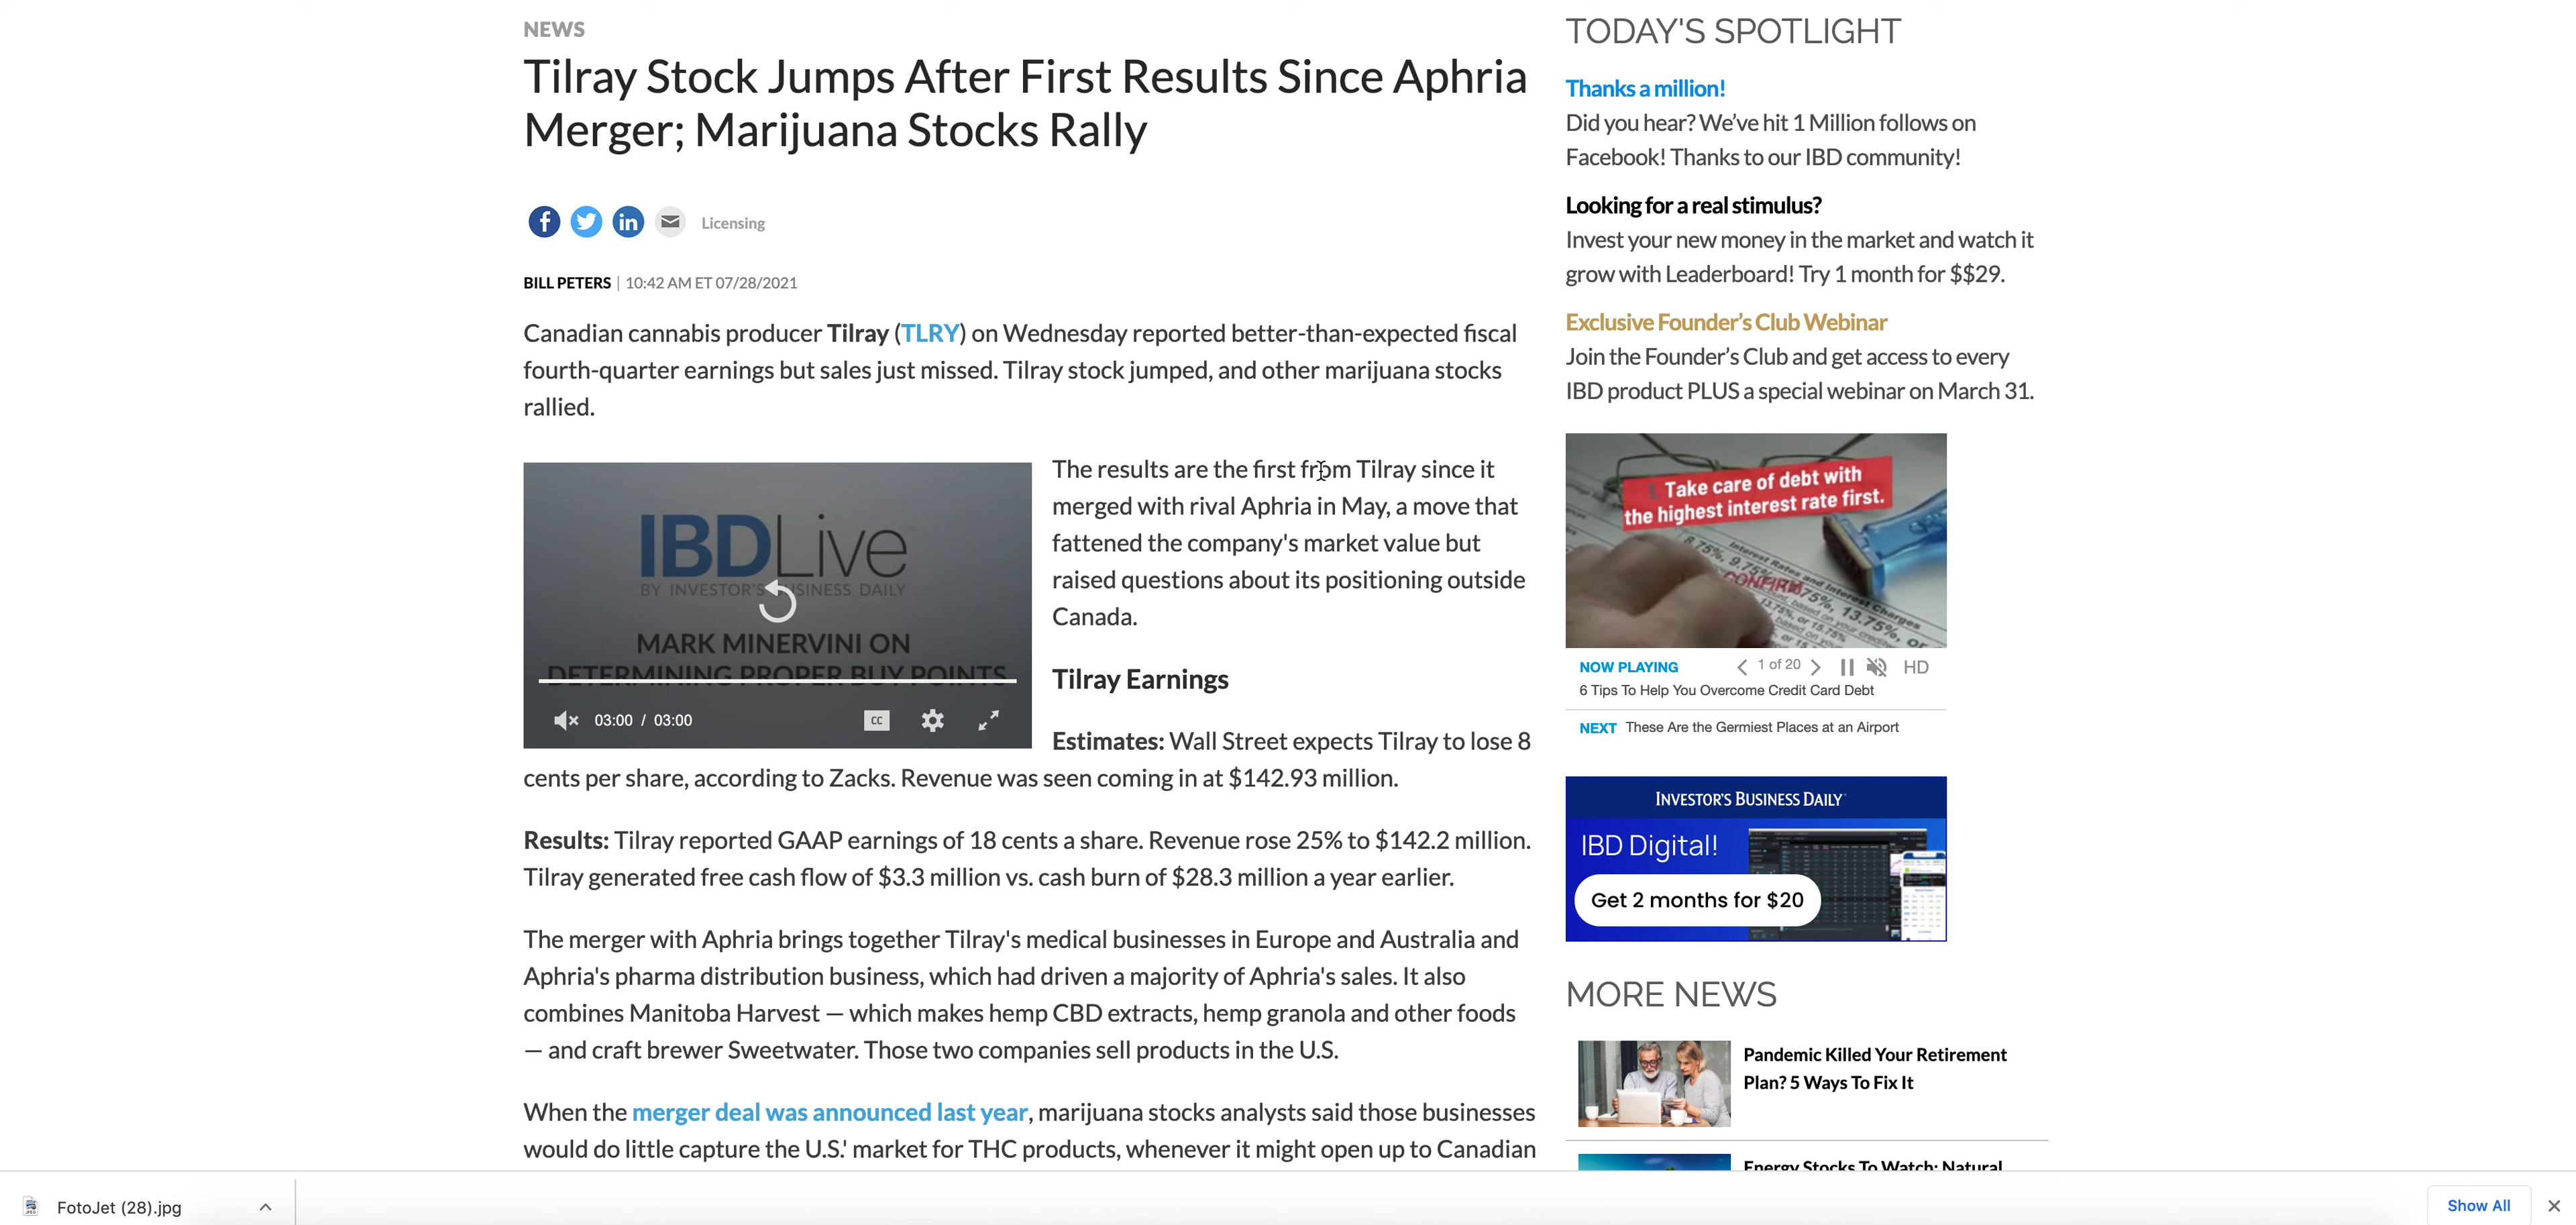 NEWS
Tilray Stock Jumps After First Results Since Aphria
Merger; Marijuana Stocks Rally
Licensing
BILL PETERS | 10:42 AM ET 07/28/2021
Canadian cannabis producer Tilray (TLRY) on Wednesday reported better-than-expected fiscal
fourth-quarter earnings but sales just missed. Tilray stock jumped, and other marijuana stocks
rallied.
IBDLive
BY INVESTOR'S BUSINESS DAILY
MARK MINERVINI ON
DETERMINING PROPER BUY POINTS
03:00 / 03:00
CC
The results are the first from Tilray since it
merged with rival Aphria in May, a move that
fattened the company's market value but
raised questions about its positioning outside
Canada.
Tilray Earnings
Estimates: Wall Street expects Tilray to lose 8
cents per share, according to Zacks. Revenue was seen coming in at $142.93 million.
Results: Tilray reported GAAP earnings of 18 cents a share. Revenue rose 25% to $142.2 million.
Tilray generated free cash flow of $3.3 million vs. cash burn of $28.3 million a year earlier.
The merger with Aphria brings together Tilray's medical businesses in Europe and Australia and
Aphria's pharma distribution business, which had driven a majority of Aphria's sales. It also
combines Manitoba Harvest — which makes hemp CBD extracts, hemp granola and other foods
— and craft brewer Sweetwater. Those two companies sell products in the U.S.
When the merger deal was announced last year, marijuana stocks analysts said those businesses
would do little capture the U.S.' market for THC products, whenever it might open up to Canadian
TODAY'S SPOTLIGHT
Thanks a million!
Did you hear? We've hit 1 Million follows on
Facebook! Thanks to our IBD community!
Looking for a real stimulus?
Invest your new money in the market and watch it
grow with Leaderboard! Try 1 month for $$29.
Exclusive Founder's Club Webinar
Join the Founder's Club and get access to every
IBD product PLUS a special webinar on March 31.
Take care of debt with
the highest interest rate first.
Interest Rates and Interest Charges
8.75%, 9.75%
CONFIRM
13.75%, or
NOW PLAYING 1 of 20 HD
6 Tips To Help You Overcome Credit Card Debt
NEXT These Are the Germiest Places at an Airport
INVESTOR'S BUSINESS DAILY
IBD Digital!
Get 2 months for $20
MORE NEWS
Pandemic Killed Your Retirement
Plan? 5 Ways To Fix It
Energy Stocks To Watch: Natural
FotoJet (28).jpg
Show All